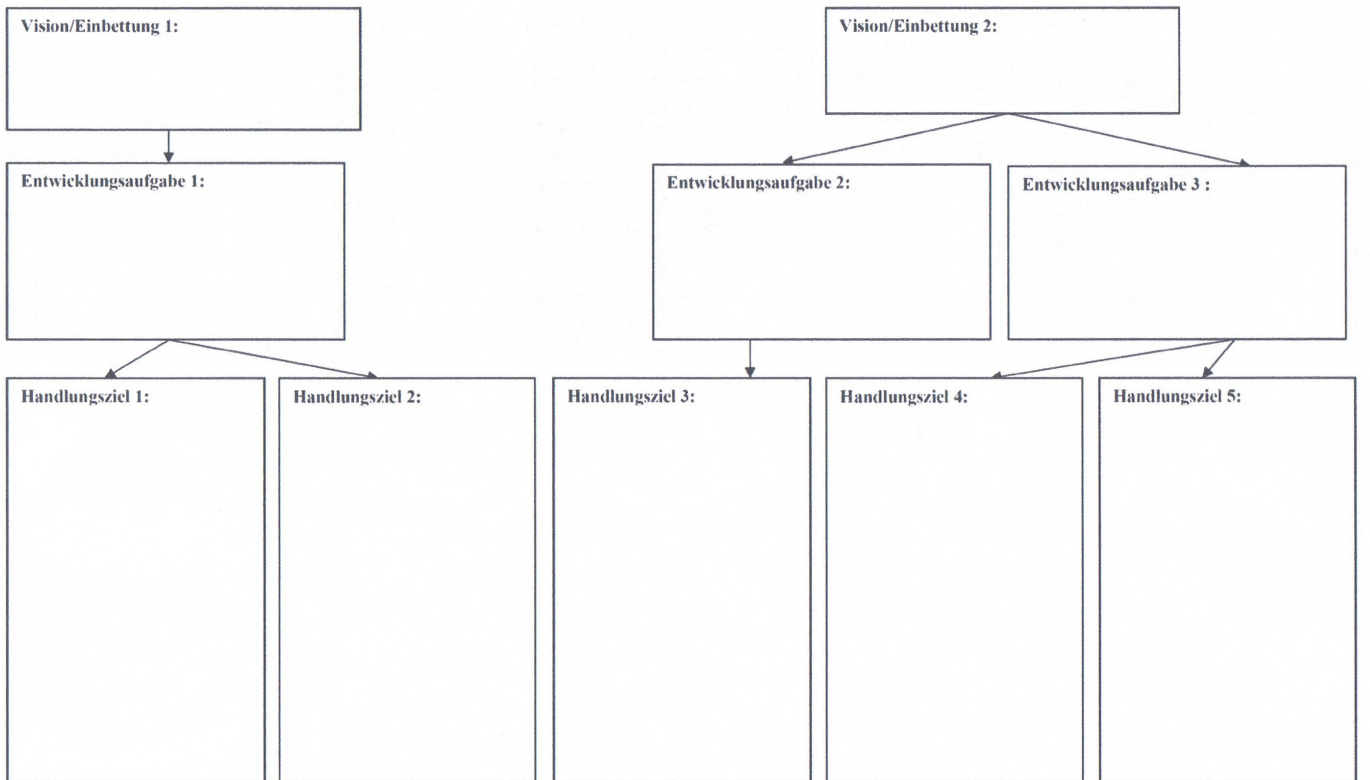 Vision/Einbettung 1:
Vision/Einbettung 2:
Entwicklungsaufgabe 1:
Entwicklungsaufgabe 2:
Entwicklungsaufgabe 3 :
Handlungsziel 1:
Handlungsziel 2:
Handlungsziel 3:
Handlungsziel 4:
Handlungsziel 5: